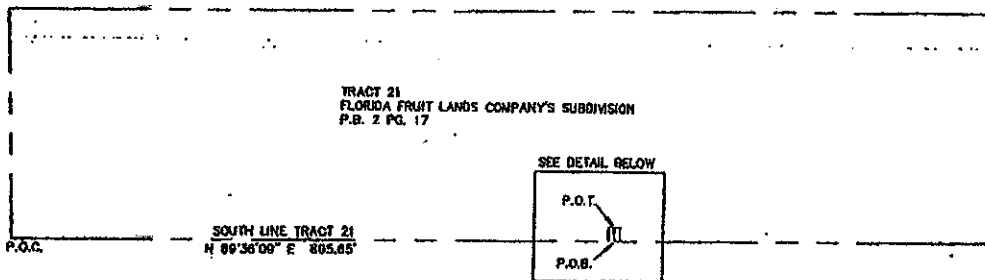 TRACT 21
FLORIDA FRUIT LANDS COMPANY'S SUBDIVISION
P.B. 2 PG. 17
SEE DETAIL BELOW
P.O.T.
P.O.B.
SOUTH LINE TRACT 21
N 89°36'09" E 805.65'
P.O.C.